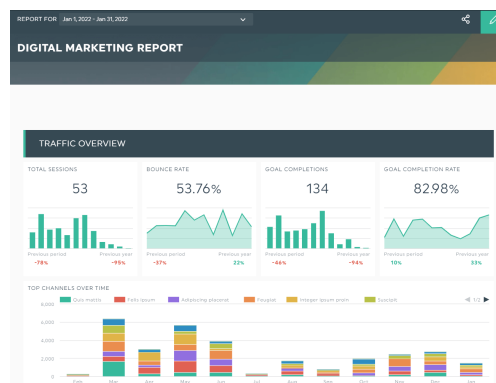 REPORT FOR Jan 1, 2022 - Jan 31, 2022
DIGITAL MARKETING REPORT
TRAFFIC OVERVIEW
TOTAL SESSIONS BOUNCE RATE GOAL COMPLETIONS GOAL COMPLETION RATE
53 53.76% 134 82.98%
Previous period Previous year Previous period Previous year Previous period Previous year Previous period Previous year
-78% -95% -37% 22% -46% -94% 10% 33%
TOP CHANNELS OVER TIME
Duis mattis Felis ipsum Adipiscing placerat Feugiat Integer ipsum proin Suscipit 1/2
8,000
6,000
4,000
2,000
0
Feb Mar Apr May Jun Jul Aug Sep Oct Nov Dec Jan